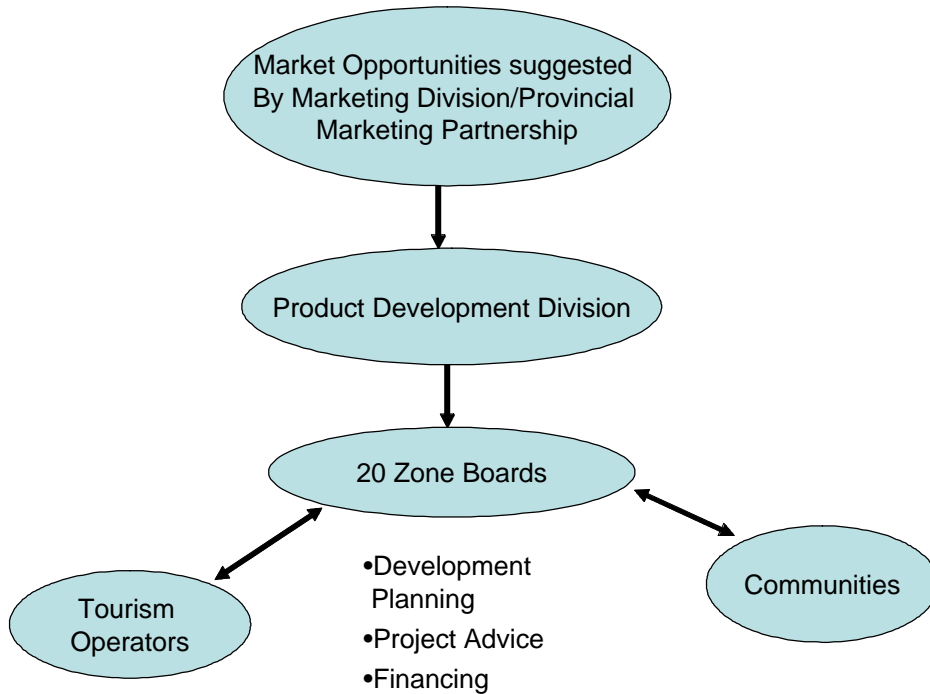 Market Opportunities suggested
By Marketing Division/Provincial
Marketing Partnership
Product Development Division
20 Zone Boards
Tourism
Operators
•Development
Planning
•Project Advice
•Financing
Communities